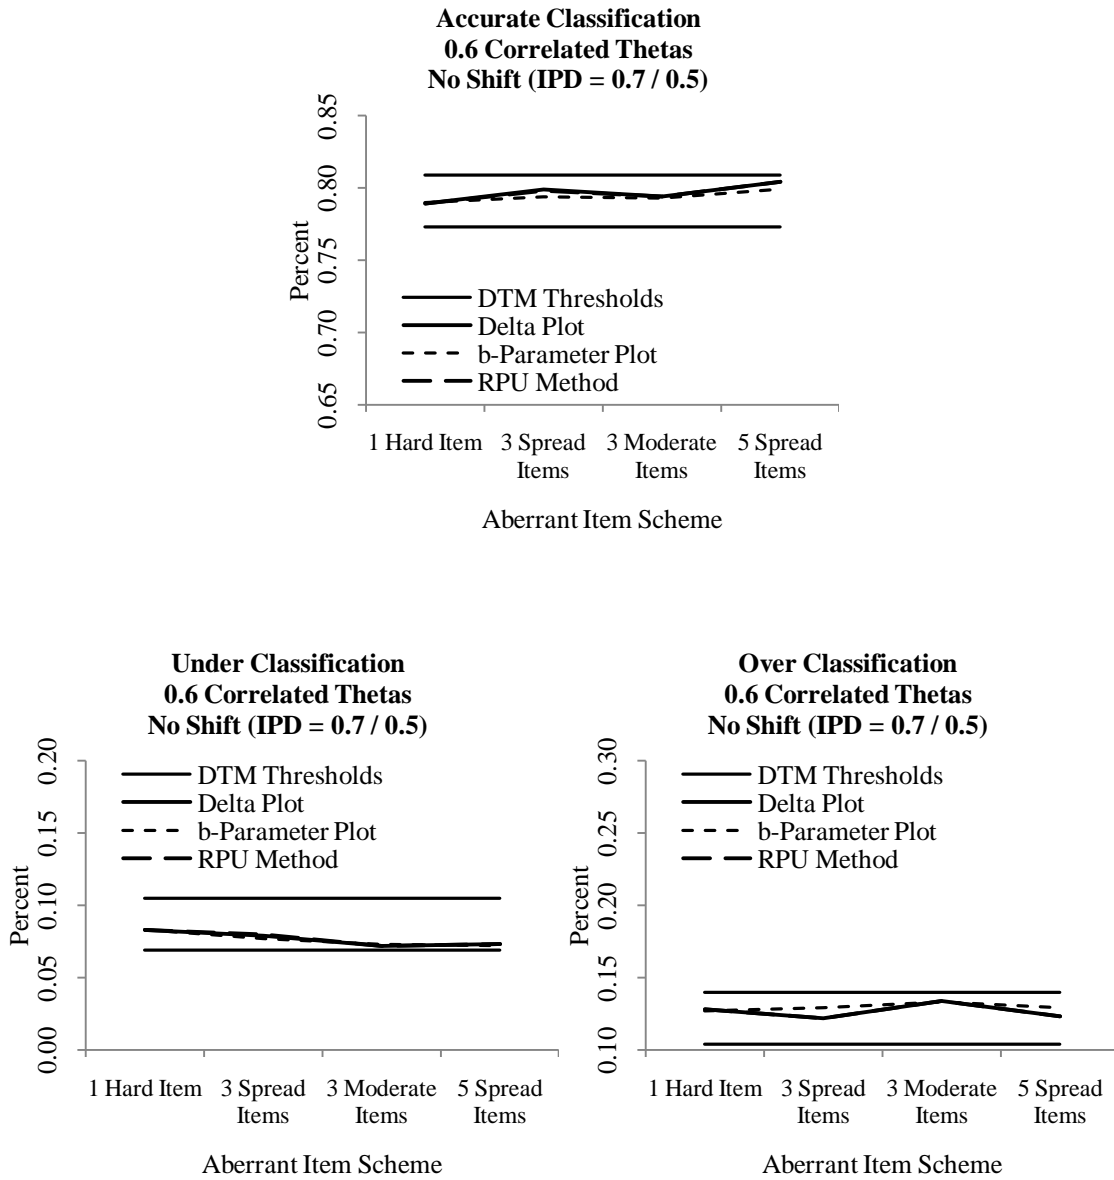 Accurate Classification
0.6 Correlated Thetas
No Shift (IPD = 0.7 / 0.5)
0.85
0.80
0.75
0.70
0.65
Percent
DTM Thresholds
Delta Plot
b-Parameter Plot
RPU Method
1 Hard Item 3 Spread 3 Moderate 5 Spread
Items Items Items
Aberrant Item Scheme
Under Classification
0.6 Correlated Thetas
No Shift (IPD = 0.7 / 0.5)
0.20
0.15
0.10
0.05
0.00
Percent
DTM Thresholds
Delta Plot
b-Parameter Plot
RPU Method
1 Hard Item 3 Spread 3 Moderate 5 Spread
Items Items Items
Aberrant Item Scheme
Over Classification
0.6 Correlated Thetas
No Shift (IPD = 0.7 / 0.5)
0.30
0.25
0.20
0.15
0.10
Percent
DTM Thresholds
Delta Plot
b-Parameter Plot
RPU Method
1 Hard Item 3 Spread 3 Moderate 5 Spread
Items Items Items
Aberrant Item Scheme